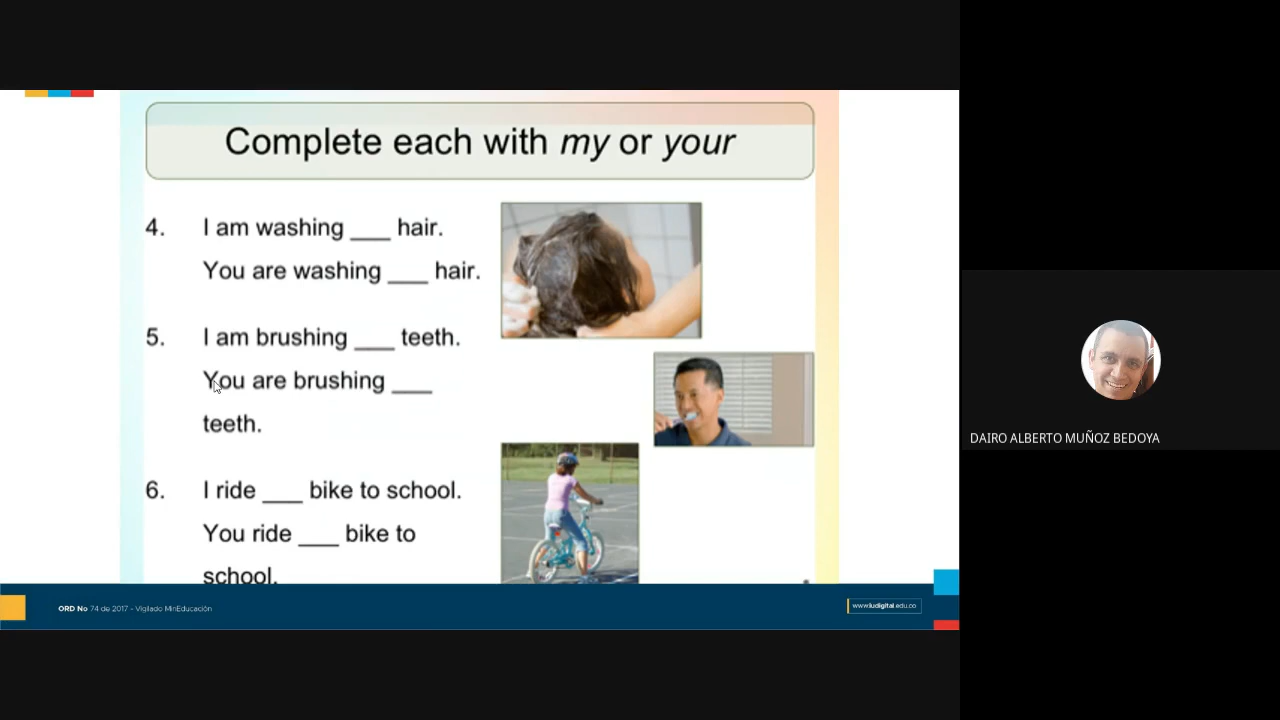 Complete each with my or your
4. I am washing ___ hair.
You are washing ___ hair.
5. I am brushing ___ teeth.
You are brushing ___
teeth.
6. I ride ___ bike to school.
You ride ___ bike to
school.
ORD No 74 de 2017 - Vigilado MinEducación
www.iudigital.edu.co
DAIRO ALBERTO MUÑOZ BEDOYA